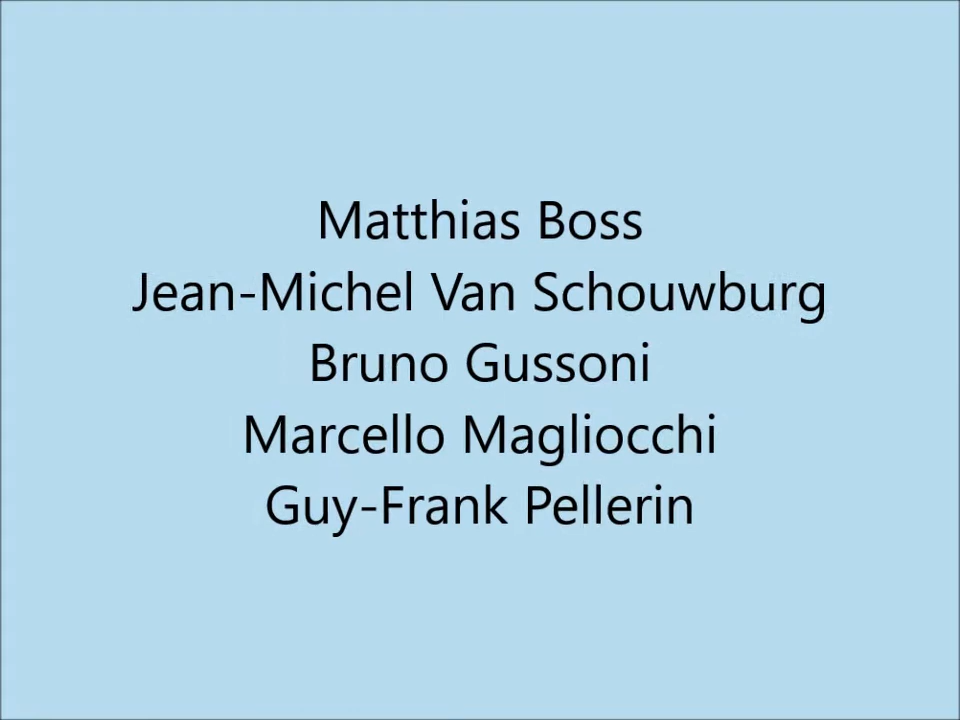 Matthias Boss
Jean-Michel Van Schouwburg
Bruno Gussoni
Marcello Magliocchi
Guy-Frank Pellerin